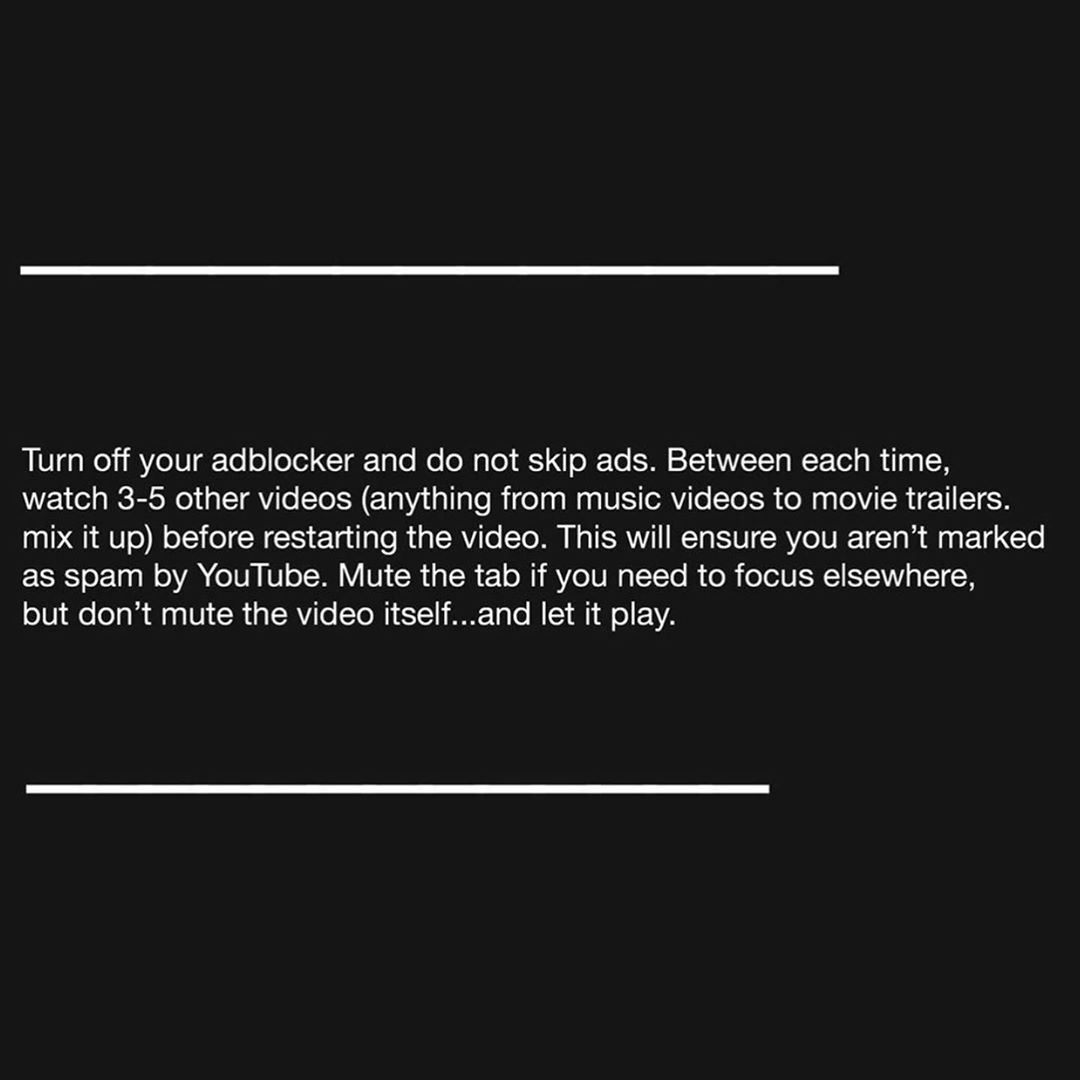 Turn off your adblocker and do not skip ads. Between each time,
watch 3-5 other videos (anything from music videos to movie trailers.
mix it up) before restarting the video. This will ensure you aren’t marked
as spam by YouTube. Mute the tab if you need to focus elsewhere,
but don’t mute the video itself...and let it play.